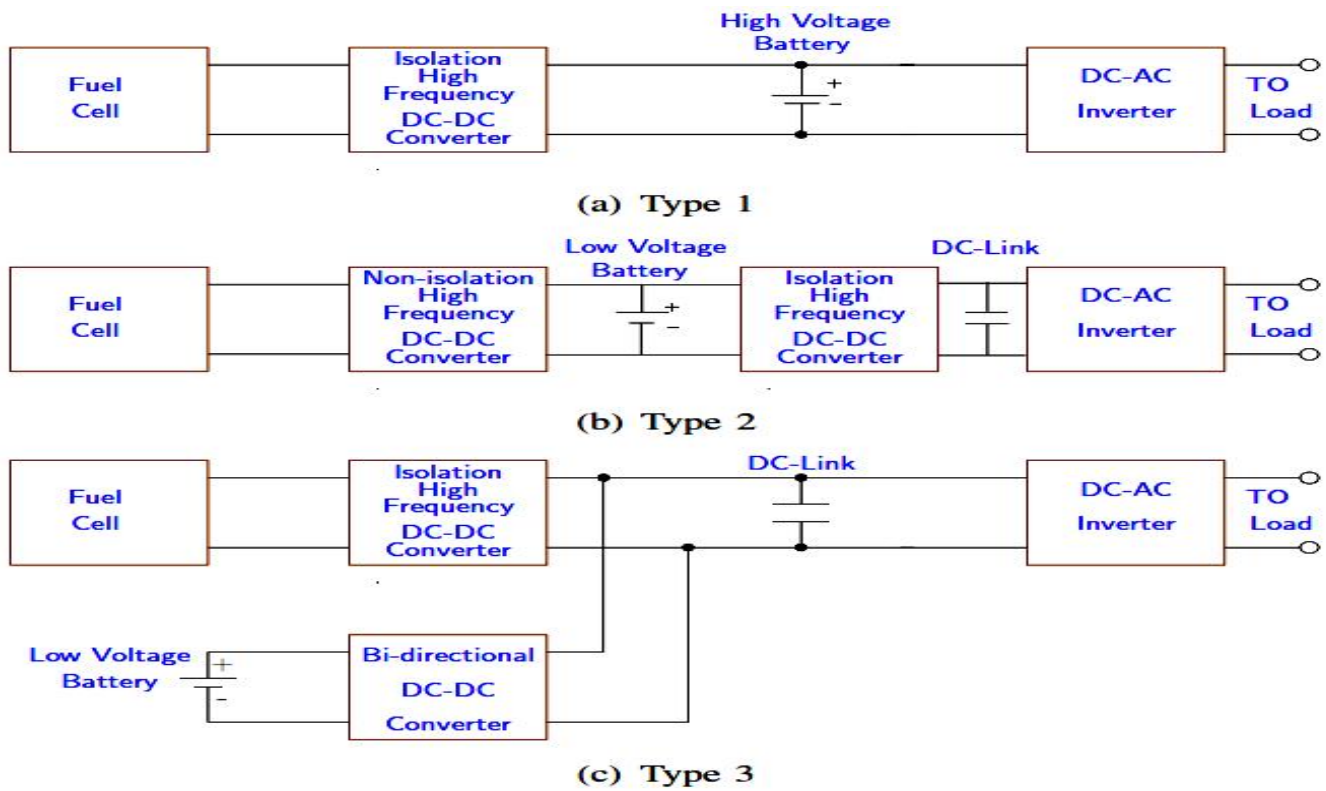 High Voltage
Battery
Fuel
Cell
Isolation
High
Frequency
DC-DC
Converter
+
-
DC-AC
Inverter
TO
Load
(a) Type 1
Low Voltage
Battery
DC-Link
Fuel
Cell
Non-isolation
High
Frequency
DC-DC
Converter
+
-
Isolation
High
Frequency
DC-DC
Converter
DC-AC
Inverter
TO
Load
(b) Type 2
DC-Link
Fuel
Cell
Isolation
High
Frequency
DC-DC
Converter
DC-AC
Inverter
TO
Load
Low Voltage
Battery
+
-
Bi-directional
DC-DC
Converter
(c) Type 3